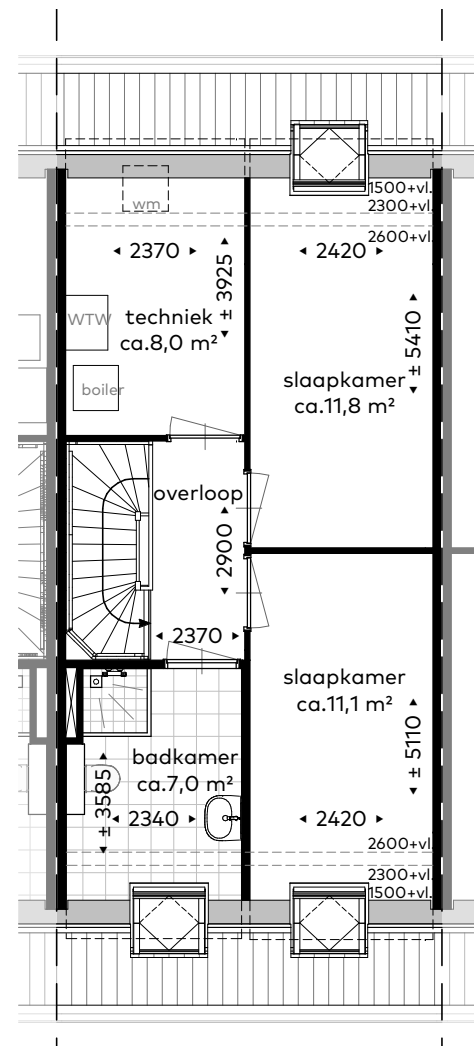 1500+vl.
2300+vl.
2600+vl.
wm
2370
± 3925
2420
WTW
techniek
ca.8,0 m²
± 5410
boiler
slaapkamer
ca.11,8 m²
overloop
2900
2370
slaapkamer
ca.11,1 m²
badkamer
ca.7,0 m²
± 3585
± 5110
2340
2420
2600+vl.
2300+vl.
1500+vl.